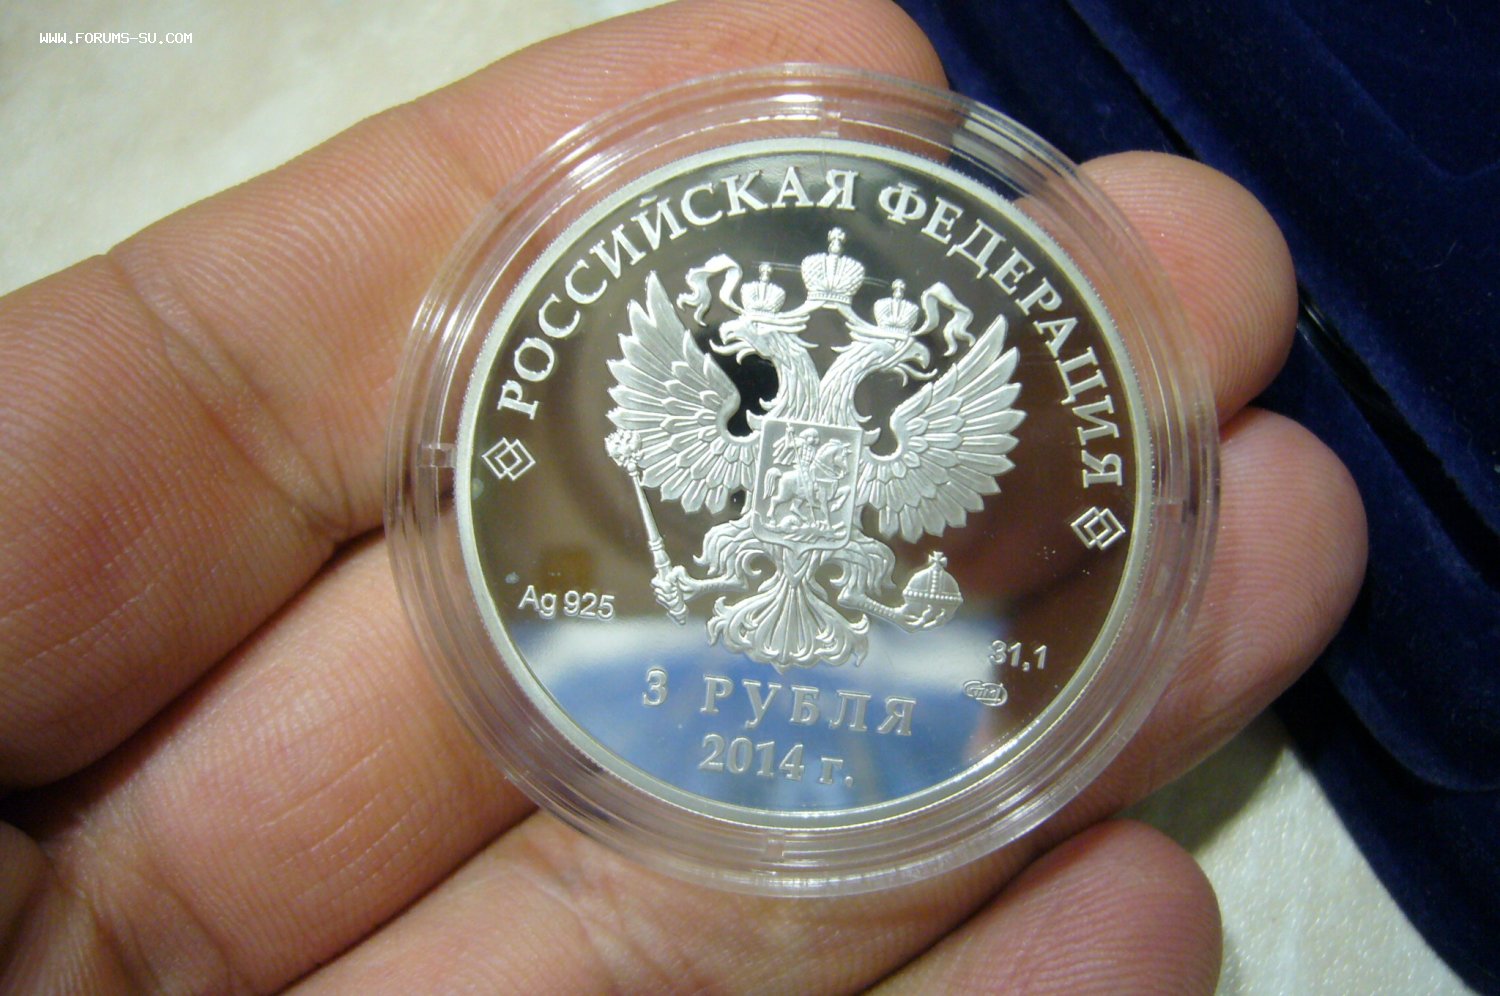 WWW.FORUMS-SU.COM
РОССИЙСКАЯ ФЕДЕРАЦИЯ
Ag 925
31,1
3 РУБЛЯ
2014 г.